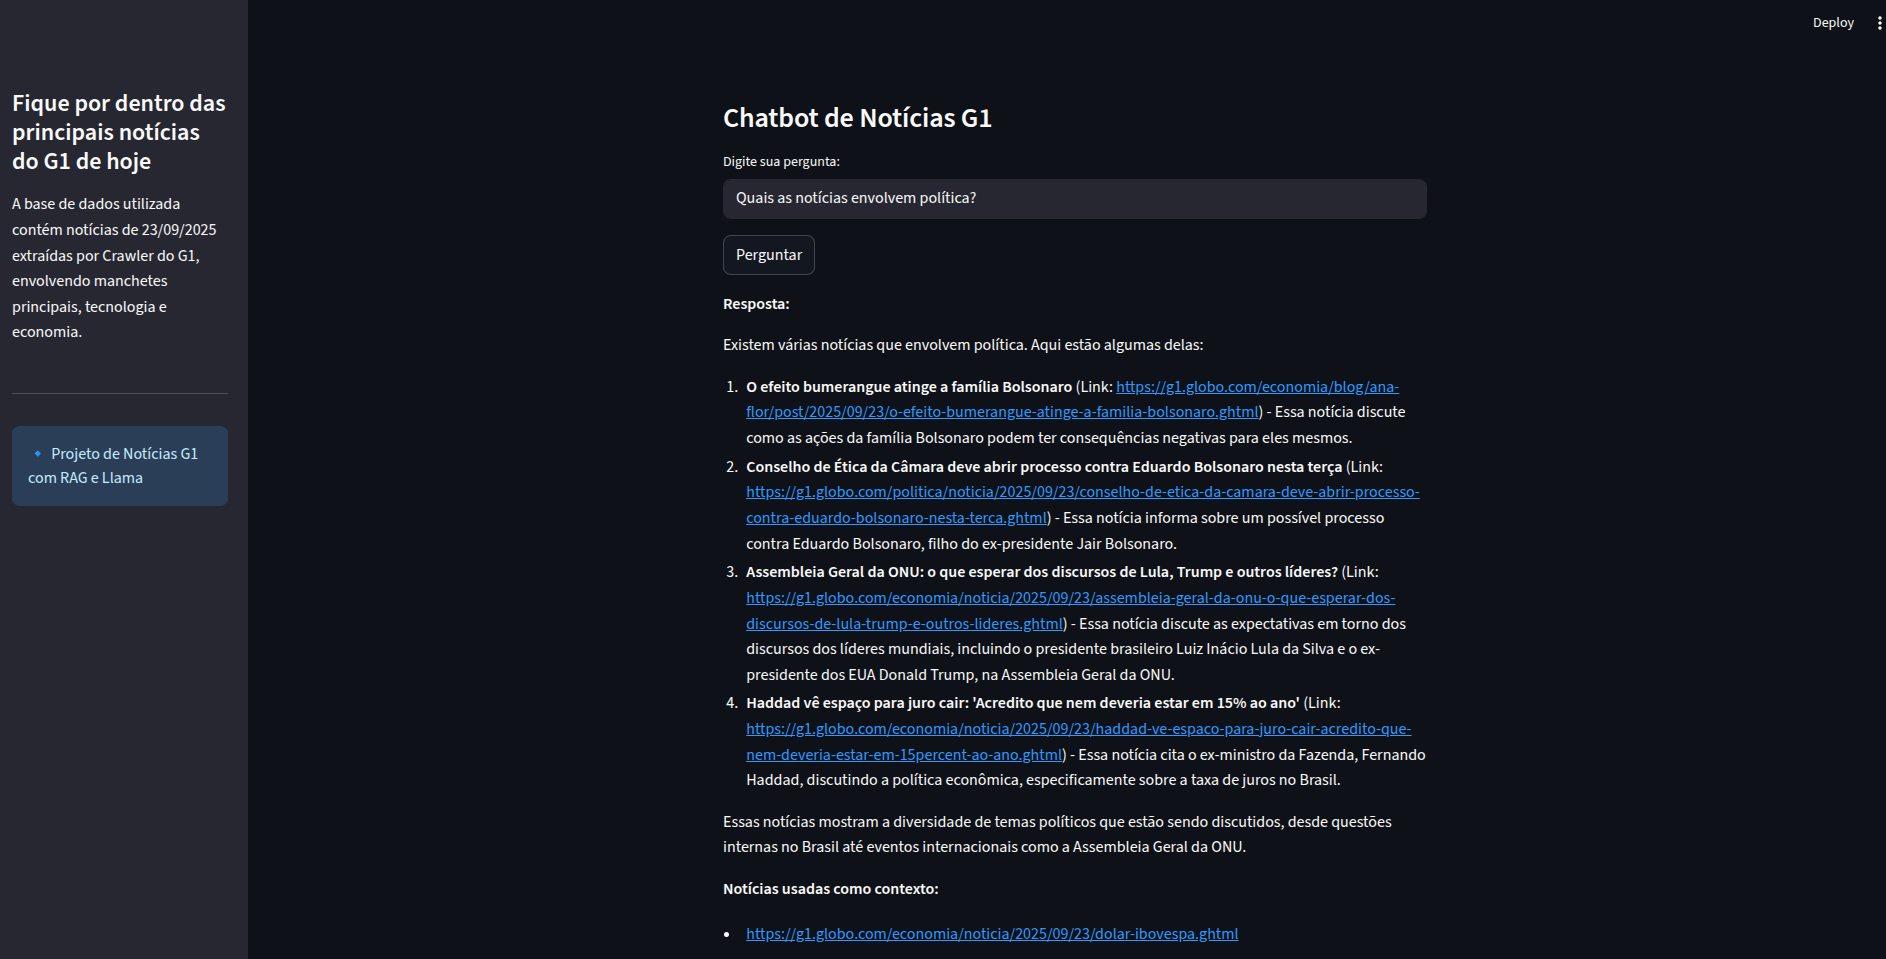 Deploy
Fique por dentro das
principais notícias
do G1 de hoje
A base de dados utilizada
contém notícias de 23/09/2025
extraídas por Crawler do G1,
envolvendo manchetes
principais, tecnologia e
economia.
Projeto de Notícias G1
com RAG e Llama
Chatbot de Notícias G1
Digite sua pergunta:
Quais as notícias envolvem política?
Perguntar
Resposta:
Existem várias notícias que envolvem política. Aqui estão algumas delas:
1. O efeito bumerangue atinge a família Bolsonaro (Link: https://g1.globo.com/economia/blog/ana-
flor/post/2025/09/23/o-efeito-bumerangue-atinge-a-familia-bolsonaro.ghtml) - Essa notícia discute
como as ações da família Bolsonaro podem ter consequências negativas para eles mesmos.
2. Conselho de Ética da Câmara deve abrir processo contra Eduardo Bolsonaro nesta terça (Link:
https://g1.globo.com/politica/noticia/2025/09/23/conselho-de-etica-da-camara-deve-abrir-processo-
contra-eduardo-bolsonaro-nesta-terca.ghtml) - Essa notícia informa sobre um possível processo
contra Eduardo Bolsonaro, filho do ex-presidente Jair Bolsonaro.
3. Assembleia Geral da ONU: o que esperar dos discursos de Lula, Trump e outros líderes? (Link:
https://g1.globo.com/economia/noticia/2025/09/23/assembleia-geral-da-onu-o-que-esperar-dos-
discursos-de-lula-trump-e-outros-lideres.ghtml) - Essa notícia discute as expectativas em torno dos
discursos dos líderes mundiais, incluindo o presidente brasileiro Luiz Inácio Lula da Silva e o ex-
presidente dos EUA Donald Trump, na Assembleia Geral da ONU.
4. Haddad vê espaço para juro cair: 'Acredito que nem deveria estar em 15% ao ano' (Link:
https://g1.globo.com/economia/noticia/2025/09/23/haddad-ve-espaco-para-juro-cair-acredito-que-
nem-deveria-estar-em-15percent-ao-ano.ghtml) - Essa notícia cita o ex-ministro da Fazenda, Fernando
Haddad, discutindo a política econômica, especificamente sobre a taxa de juros no Brasil.
Essas notícias mostram a diversidade de temas políticos que estão sendo discutidos, desde questões
internas no Brasil até eventos internacionais como a Assembleia Geral da ONU.
Notícias usadas como contexto:
• https://g1.globo.com/economia/noticia/2025/09/23/dolar-ibovespa.ghtml